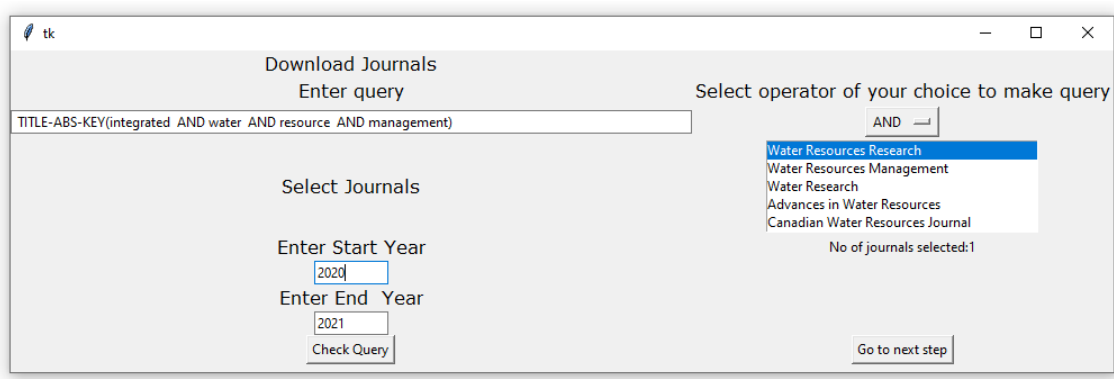 tk
Download Journals
Enter query
Select operator of your choice to make query
TITLE-ABS-KEY(integrated  AND water  AND resource  AND management)
AND
Water Resources Research
Water Resources Management
Water Research
Advances in Water Resources
Canadian Water Resources Journal
Select Journals
No of journals selected:1
Enter Start Year
2020
Enter End  Year
2021
Check Query
Go to next step